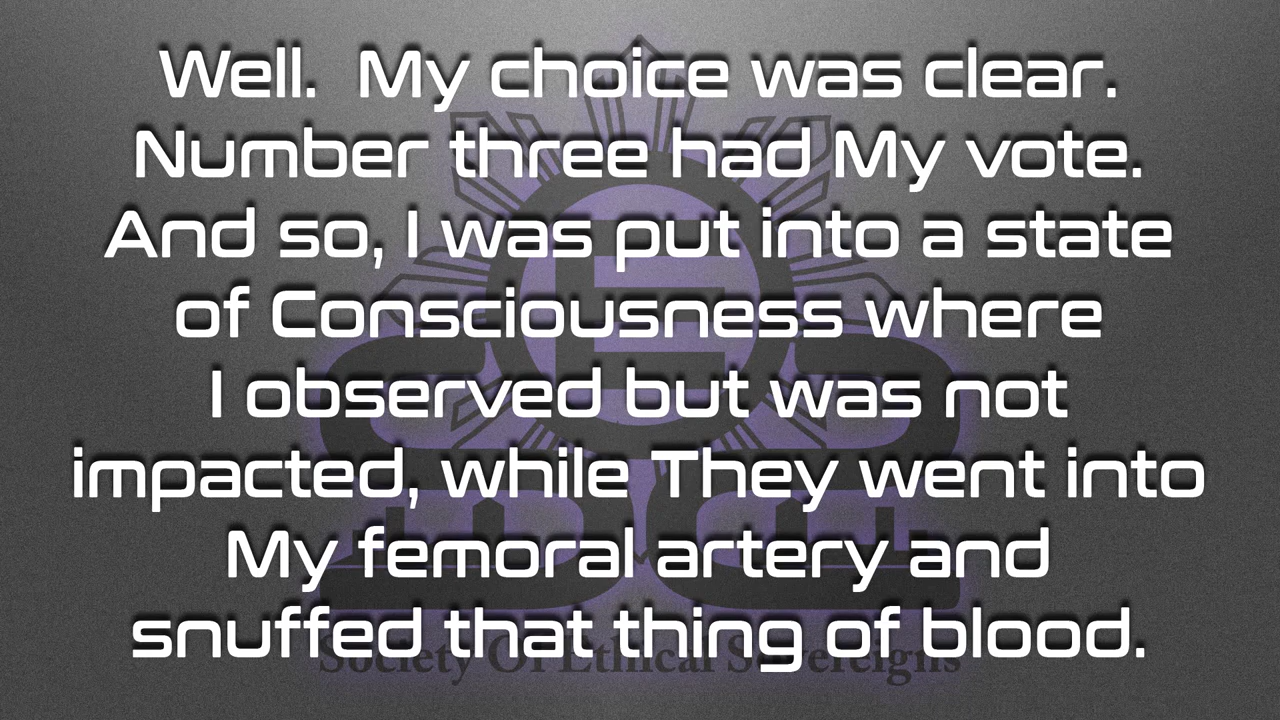 Well.  My choice was clear.
Number three had My vote.
And so, I was put into a state
of Consciousness where
I observed but was not
impacted, while They went into
My femoral artery and
snuffed that thing of blood.
Society Of Ethical Sovereigns